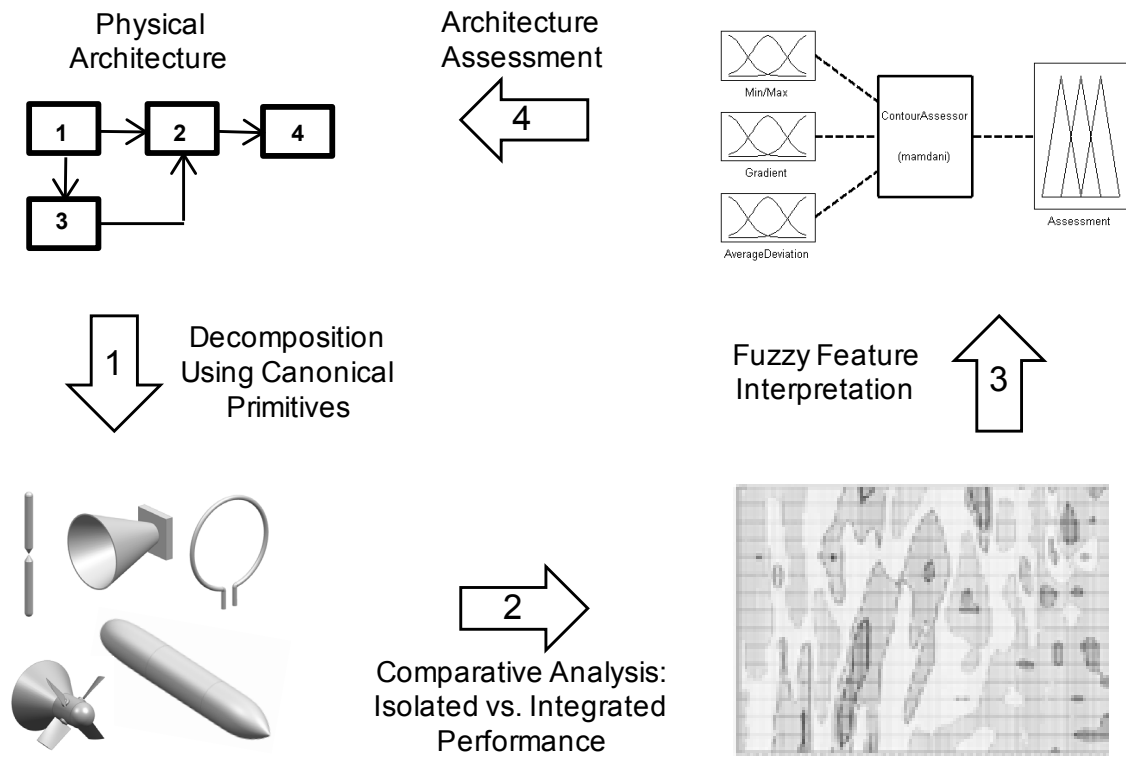 Physical
Architecture
1
2
4
3
Architecture
Assessment
4
Min/Max
Gradient
AverageDeviation
ContourAssessor
(mamdani)
Assessment
1
Decomposition
Using Canonical
Primitives
Fuzzy Feature
Interpretation
3
2
Comparative Analysis:
Isolated vs. Integrated
Performance